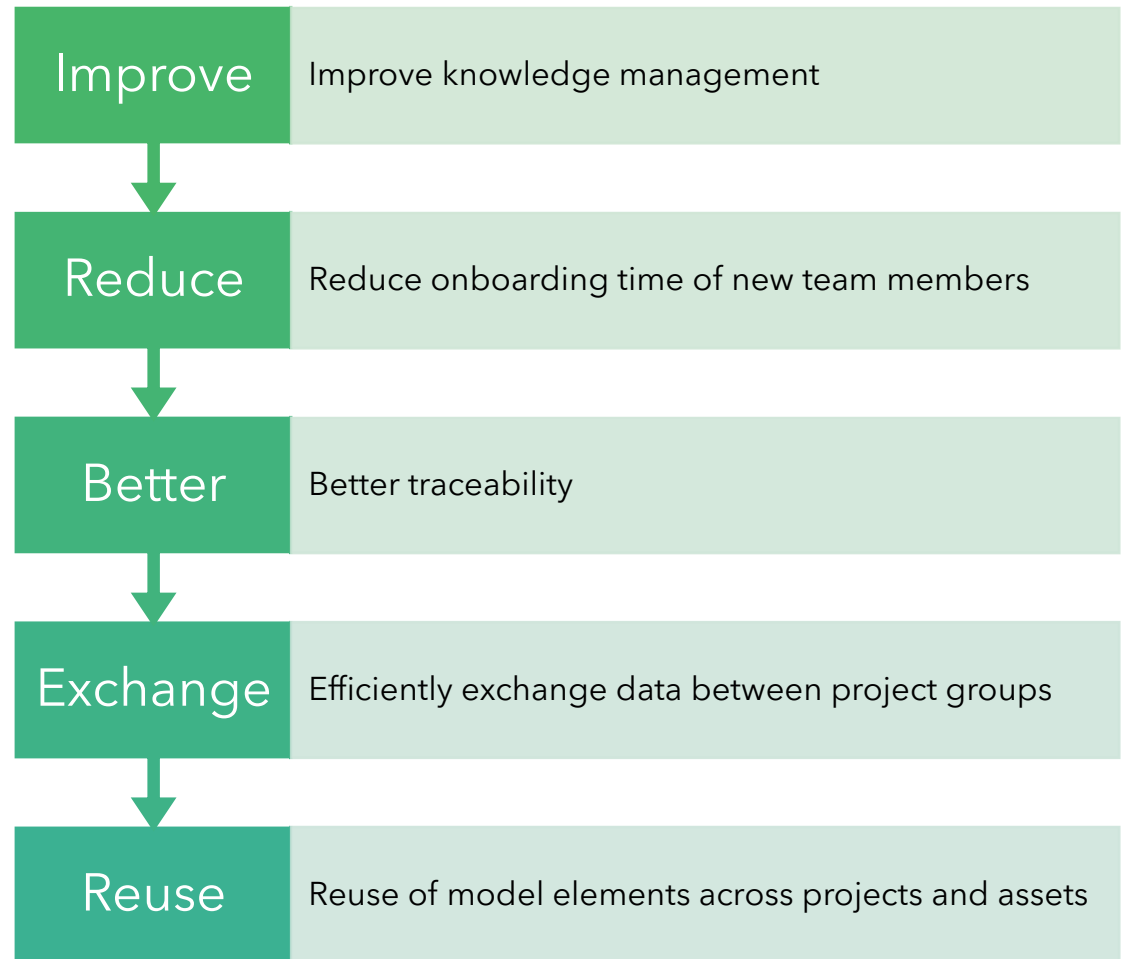 Improve
Improve knowledge management
Reduce
Reduce onboarding time of new team members
Better
Better traceability
Exchange
Efficiently exchange data between project groups
Reuse
Reuse of model elements across projects and assets